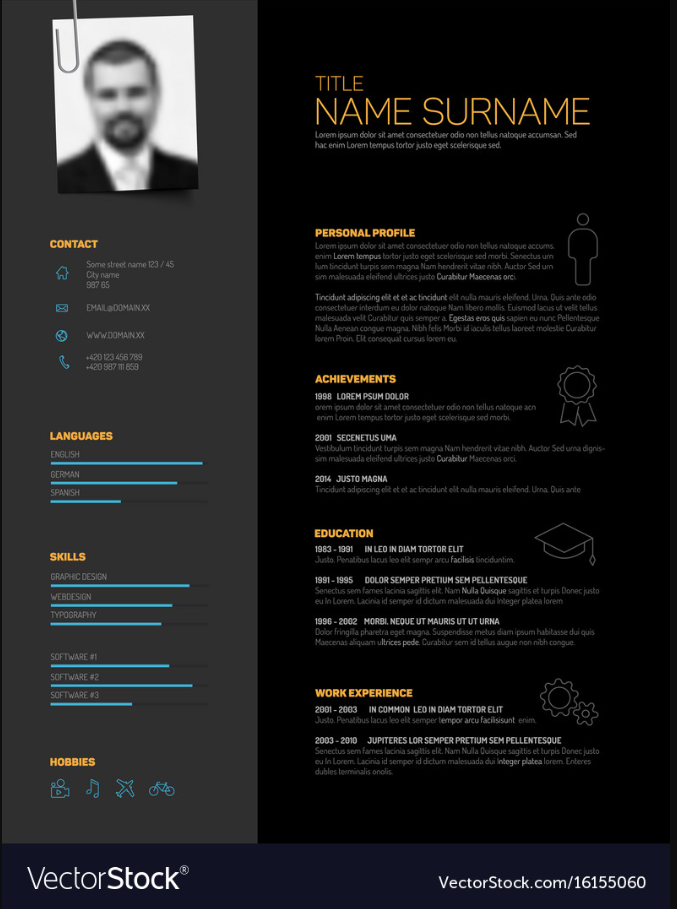 TITLE
NAME SURNAME
Lorem ipsum dolor sit amet consectetuer odio non tellus natoque accumsan. Sed
hac enim Lorem tempor tortor justo eget scelerisque sed.
CONTACT
Some street name 123 / 45
City name
987 65
EMAIL@DOMAIN.XX
WWW.DOMAIN.XX
+420 123 456 789
+420 987 111 859
LANGUAGES
ENGLISH
GERMAN
SPANISH
SKILLS
GRAPHIC DESIGN
WEBDESIGN
TYPOGRAPHY
SOFTWARE #1
SOFTWARE #2
SOFTWARE #3
HOBBIES
PERSONAL PROFILE
Lorem ipsum dolor sit amet consectetuer odio non tellus natoque accumsan,
enim Lorem tempus tortor justo eget scelerisque sed morbi. Senectus urn
Ium tincidunt turpis sem magna Nam hendrerit vitae nibh. Auctor Sed urn
sim malesuada eleifend ultrices justo Curabitur Maecenas orci.
Tincidunt adipiscing elit et et ac tincidunt elit nulla mauris eleifend. Urna, Quis ante odio
consectetuer interdum eu dolor natoque Nam libero mollis. Euismod lacus ut velit tellus
malesuada velit Curabitur quis semper a. Egestas eros quis sapien eu nunc Pellentesque
Nulla Aenean congue magna. Nibh felis Morbi id iaculis tellus laoreet molestie Curabitur
lorem Proin. Elit consequat cursus lorem eu.
ACHIEVEMENTS
1998 LOREM PSUM DOLOR
orem ipsum dolor sit amet consectetuer odio non tellus natoque acn
enim Lorem tempus tortor justo eget scelerisque sed morbi.
2001 SECENETUS UMA
Vestibulum tincidunt turpis sem magna Nam hendrerit volutpat nibh. Auctor Sed urna dignis-
sim malesuada eleifend ultrices justo Curabitur Maecenas orci.
2014 JUSTO MAGNA
Tincidunt adipiscing elit et et ac tincidunt elit nulla mauris eleifend. Urna, Quis ante
EDUCATION
1983 - 1991 IN LEO IN DIAM TORTOR ELIT
Justo. Penatibus lacus leo elit sempr arcu facilisis tinciduntlim.
1991 - 1995 DOLOR SEMPER PRETIUM SEM PELLENTESQUE
Senectus sem fames lacinia sagittis elit. Nam Nulla Quisque sagittis et turpis Donec justo
eu In Lorem. Lacinia id semper id dictum malesuada dui Integer platea lorem
1996 - 2002 MORBI, NEQUE UT MAURIS UT UT URNA
Dolor fringilla pharetra eget magna. Suspendisse metus diam ipsum habitasse dui quis
Maecenas aliquam ultrices pede. Curabitur sem id tellus augue non nibh congue.
WORK EXPERIENCE
2001 - 2003 IN COMMON LEO IN DIAM TORTOR ELIT
Justo. Penatibus lacus leo elit semper tempor arcu facilisisunt enim.
2003 - 2010 JUPITERES LOR SEMPER PRETIUM SEM PELLENTESQUE
Senectus sem fames lacinia sagittis elit. Nam Nulla Quisque sagittis et turpis Donec justo
eu In Lorem. Lacinia id semper id dictum malesuada dui Integer platea lorem. Enteres
dubles terminalis onolis.
VectorStock®
VectorStock.com/16155060